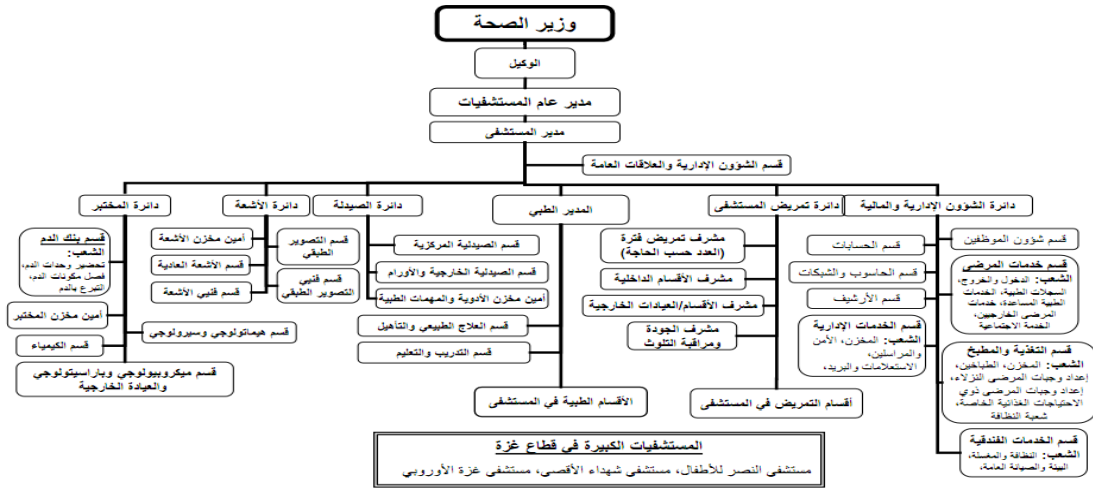 وزير الصحة
الوكيل
مدير عام المستشفيات
مدير المستشفى
قسم الشؤون الإدارية والعلاقات العامة
دائرة الشؤون الإدارية والمالية
قسم شؤون الموظفين
قسم الحسابات
قسم خدمات المرضى
الشعب: الدخول والخروج،
السجلات الطبية، الخدمات
الطبية المساعدة، خدمات
المرضى الخارجيين،
الخدمة الاجتماعية
قسم الحاسوب والشبكات
قسم الأرشيف
قسم الخدمات الإدارية
الشعب: المخزن، الأمن
والمراسلين،
الاستعلامات والبريد،
قسم التغذية والمطبخ
الشعب: المخزن، الطباخين،
إعداد وجبات المرضى النزلاء،
إعداد وجبات المرضى ذوي
الاحتياجات الغذائية الخاصة،
شعبة النظافة
قسم الخدمات الفندقية
الشعب: النظافة والمغسلة،
البيئة والصيانة العامة،
دائرة تمريض المستشفى
مشرف تمريض فترة
(العدد حسب الحاجة)
مشرف الأقسام الداخلية
مشرف الأقسام/العيادات الخارجية
مشرف الجودة
ومراقبة التلوث
أقسام التمريض في المستشفى
المدير الطبي
قسم العلاج الطبيعي والتأهيل
قسم التدريب والتعليم
الأقسام الطبية في المستشفى
دائرة الصيدلة
قسم الصيدلية المركزية
قسم الصيدلية الخارجية والأورام
أمين مخزن الأدوية والمهمات الطبية
دائرة الأشعة
قسم التصوير
الطبقي
أمين مخزن الأشعة
قسم الأشعة العادية
قسم فنيي
التصوير الطبقي
قسم فنيي الأشعة
دائرة المختبر
قسم بنك الدم
الشعب:
تحضير وحدات الدم،
فصل مكونات الدم،
التبرع بالدم
أمين مخزن المختبر
قسم هيماتولوجي وسيرولوجي
قسم الكيمياء
قسم ميكروبيولوجي وباراسيتولوجي
والعيادة الخارجية
المستشفيات الكبيرة في قطاع غزة
مستشفى النصر للأطفال، مستشفى شهداء الأقصى، مستشفى غزة الأوروبي